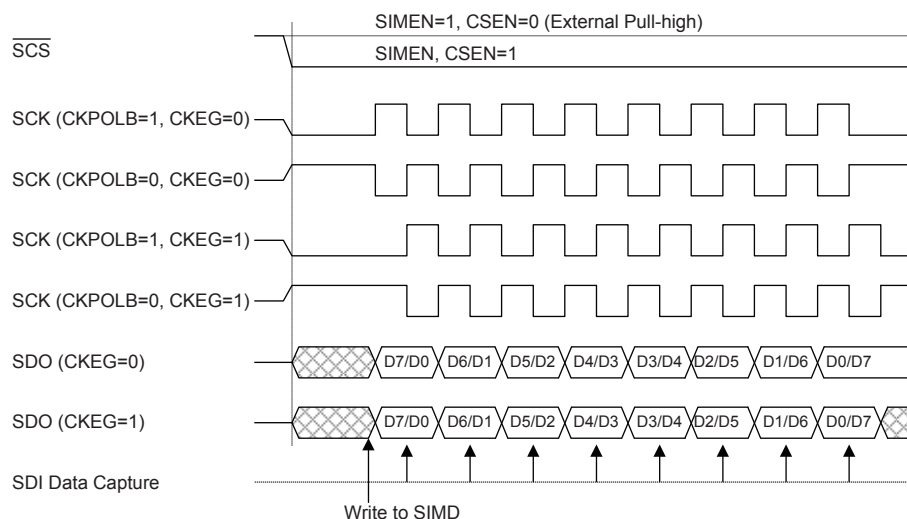 SIMEN=1, CSEN=0 (External Pull-high)
SCS
SIMEN, CSEN=1
SCK (CKPOLB=1, CKEG=0)
SCK (CKPOLB=0, CKEG=0)
SCK (CKPOLB=1, CKEG=1)
SCK (CKPOLB=0, CKEG=1)
SDO (CKEG=0) D7/D0 D6/D1 D5/D2 D4/D3 D3/D4 D2/D5 D1/D6 D0/D7
SDO (CKEG=1) D7/D0 D6/D1 D5/D2 D4/D3 D3/D4 D2/D5 D1/D6 D0/D7
SDI Data Capture
Write to SIMD